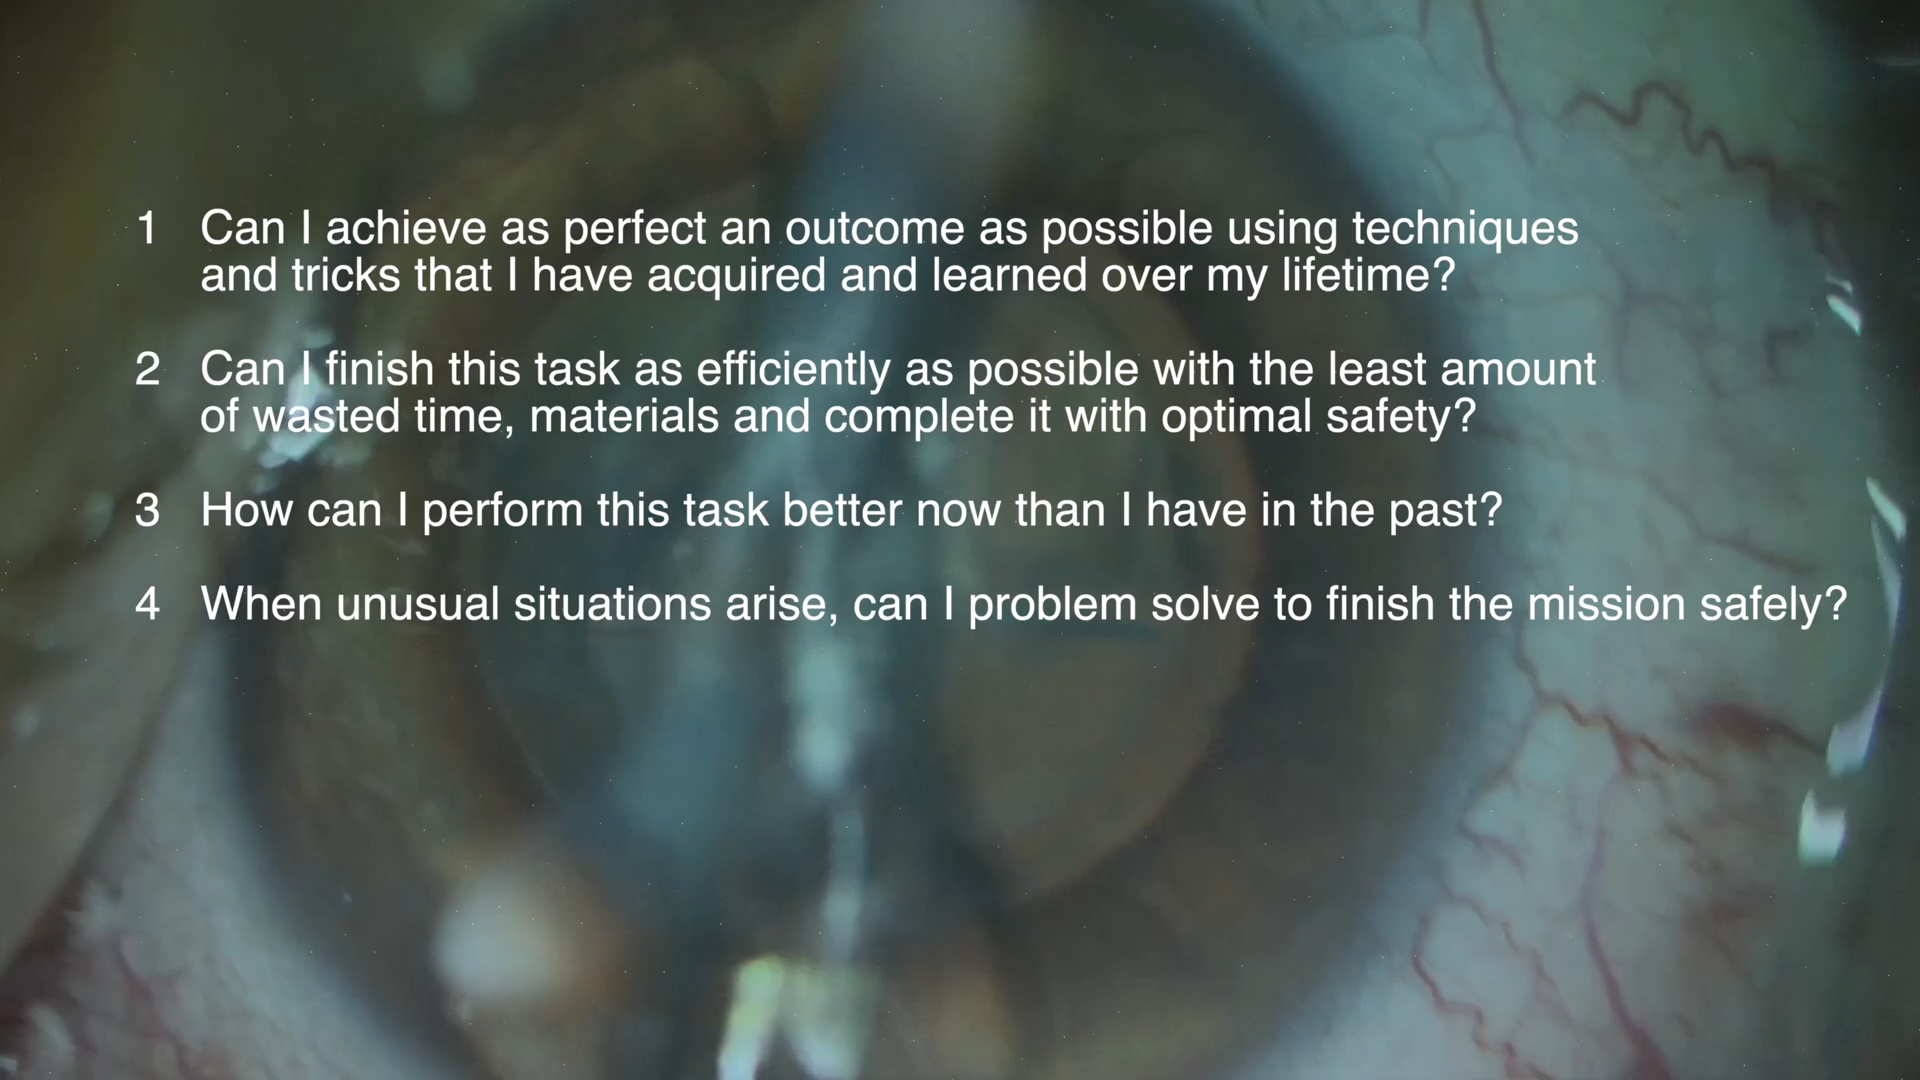 1 Can I achieve as perfect an outcome as possible using techniques
and tricks that I have acquired and learned over my lifetime?
2 Can I finish this task as efficiently as possible with the least amount
of wasted time, materials and complete it with optimal safety?
3 How can I perform this task better now than I have in the past?
4 When unusual situations arise, can I problem solve to finish the mission safely?